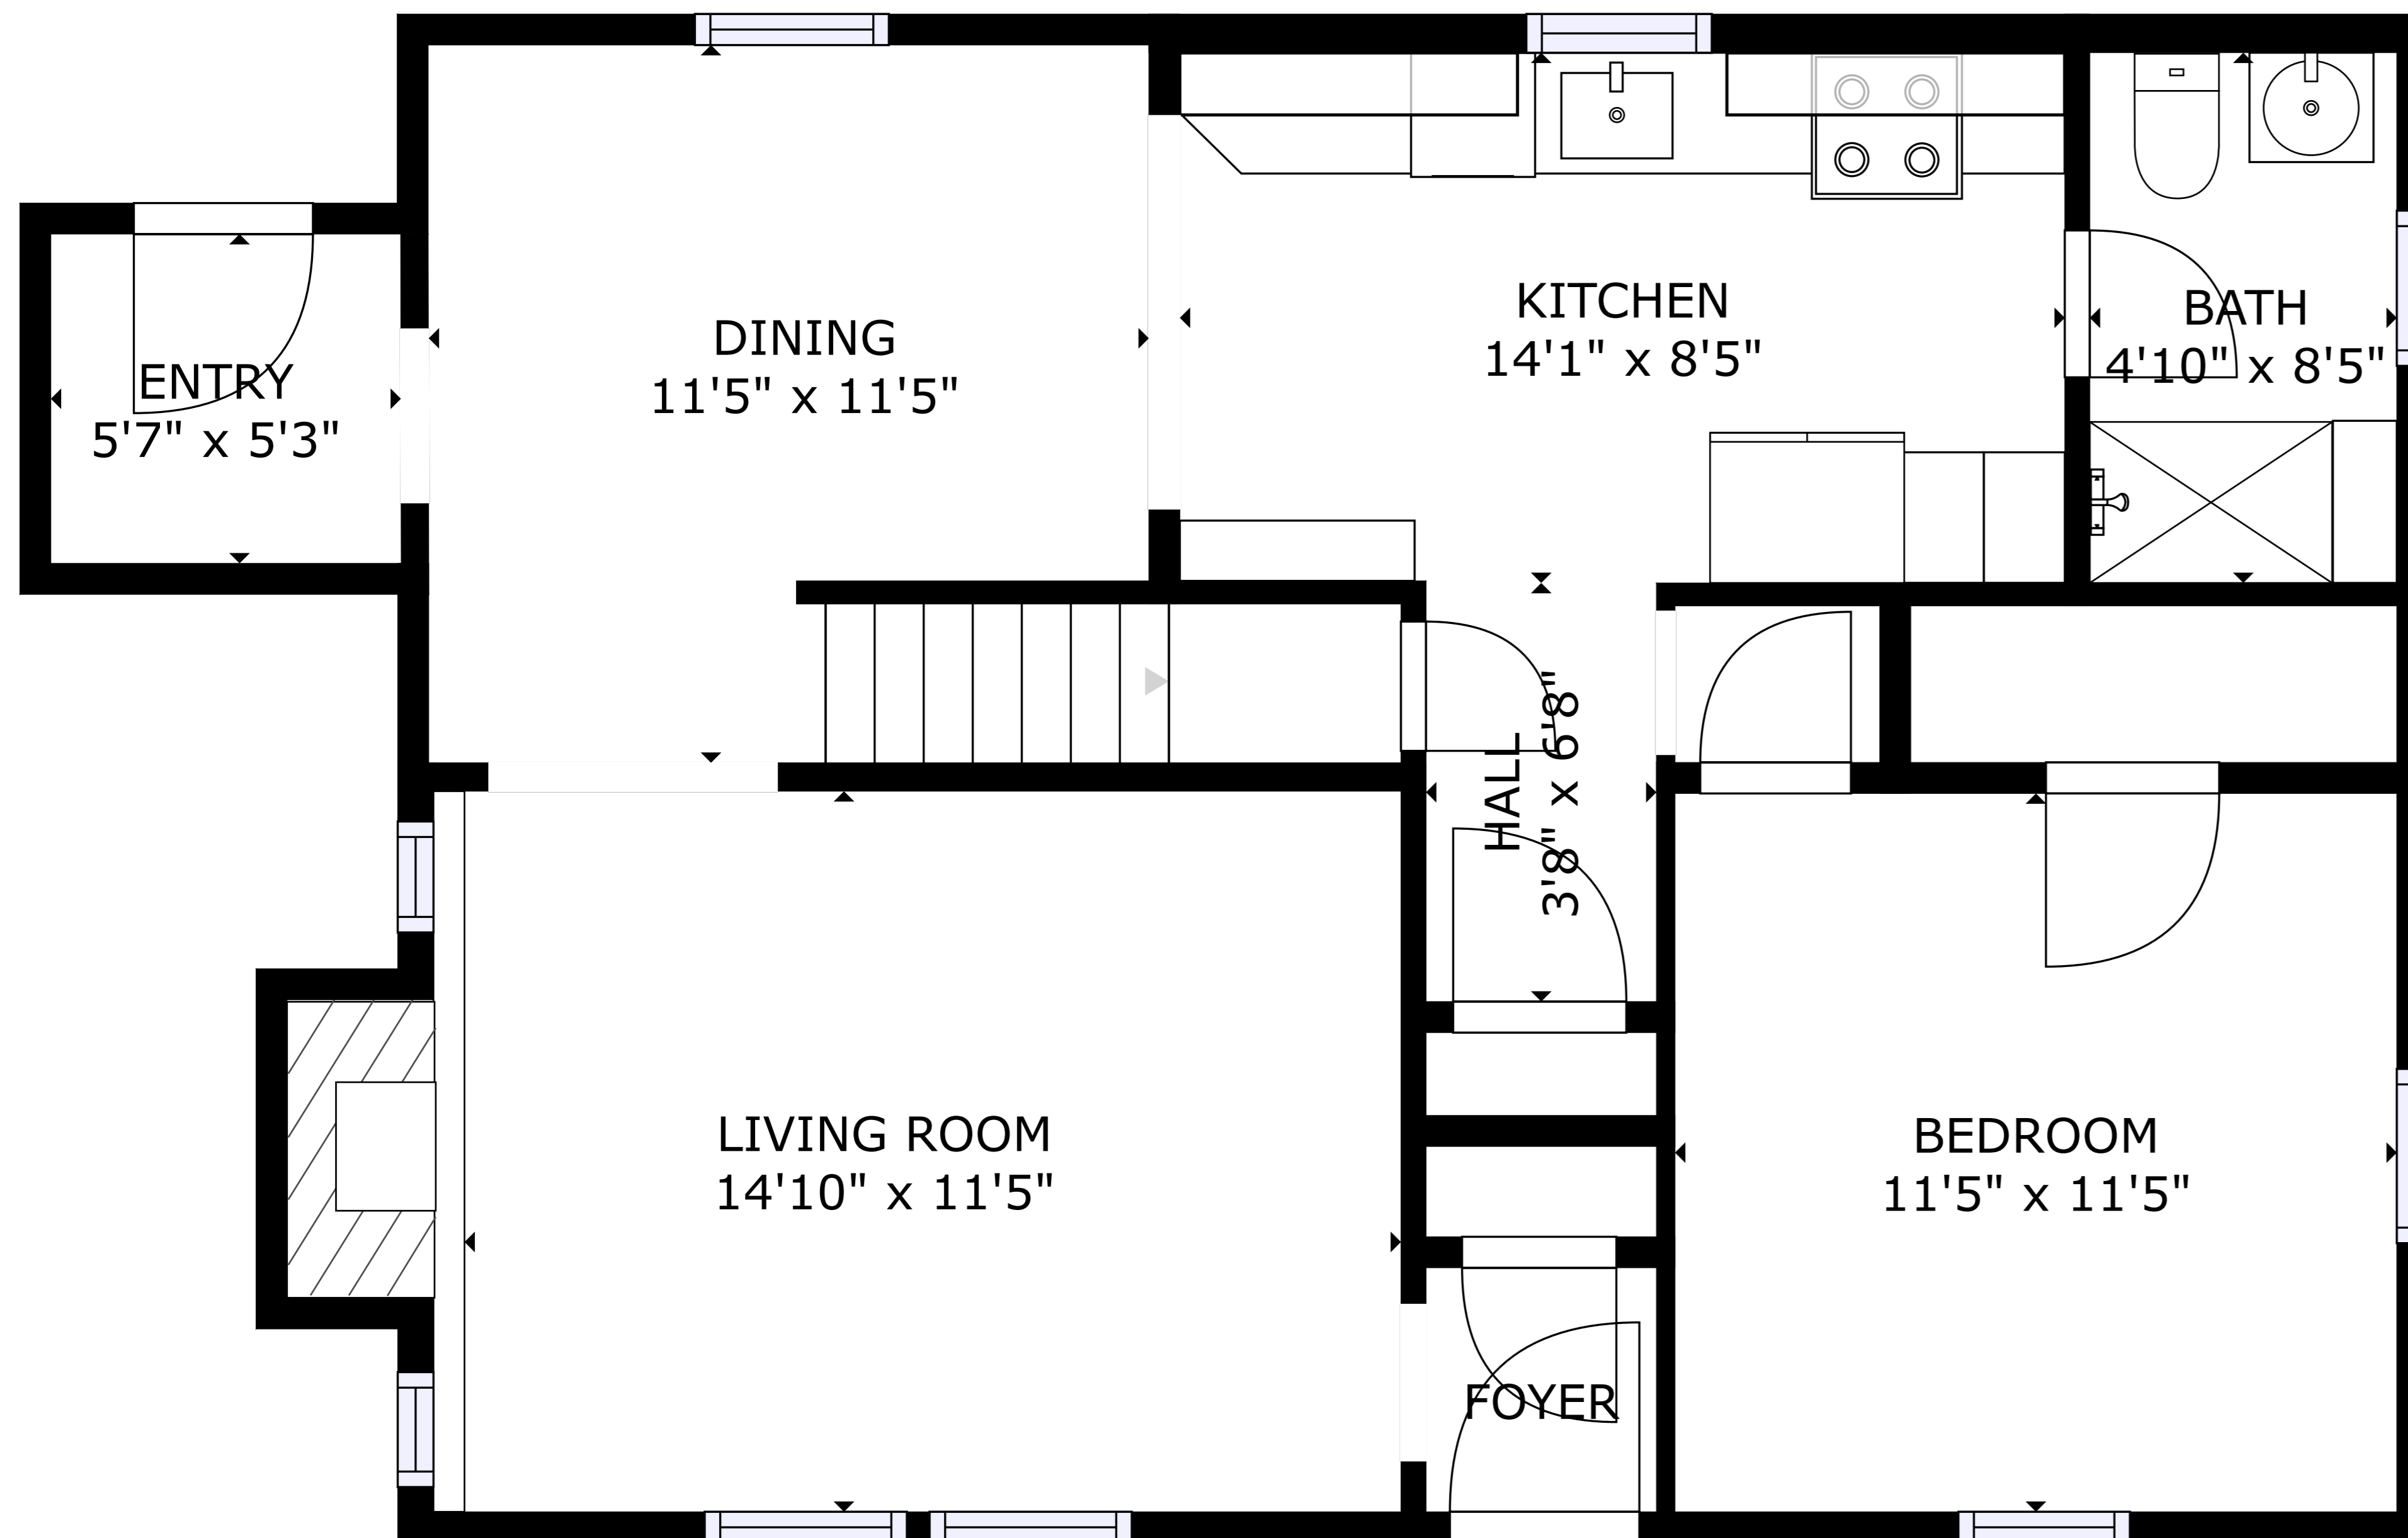 KITCHEN
14'1" x 8'5"
BATH
4'10" x 8'5"
DINING
11'5" x 11'5"
ENTRY
5'7" x 5'3"
HALL
3'8" x 6'8"
LIVING ROOM
14'10" x 11'5"
BEDROOM
11'5" x 11'5"
FOYER